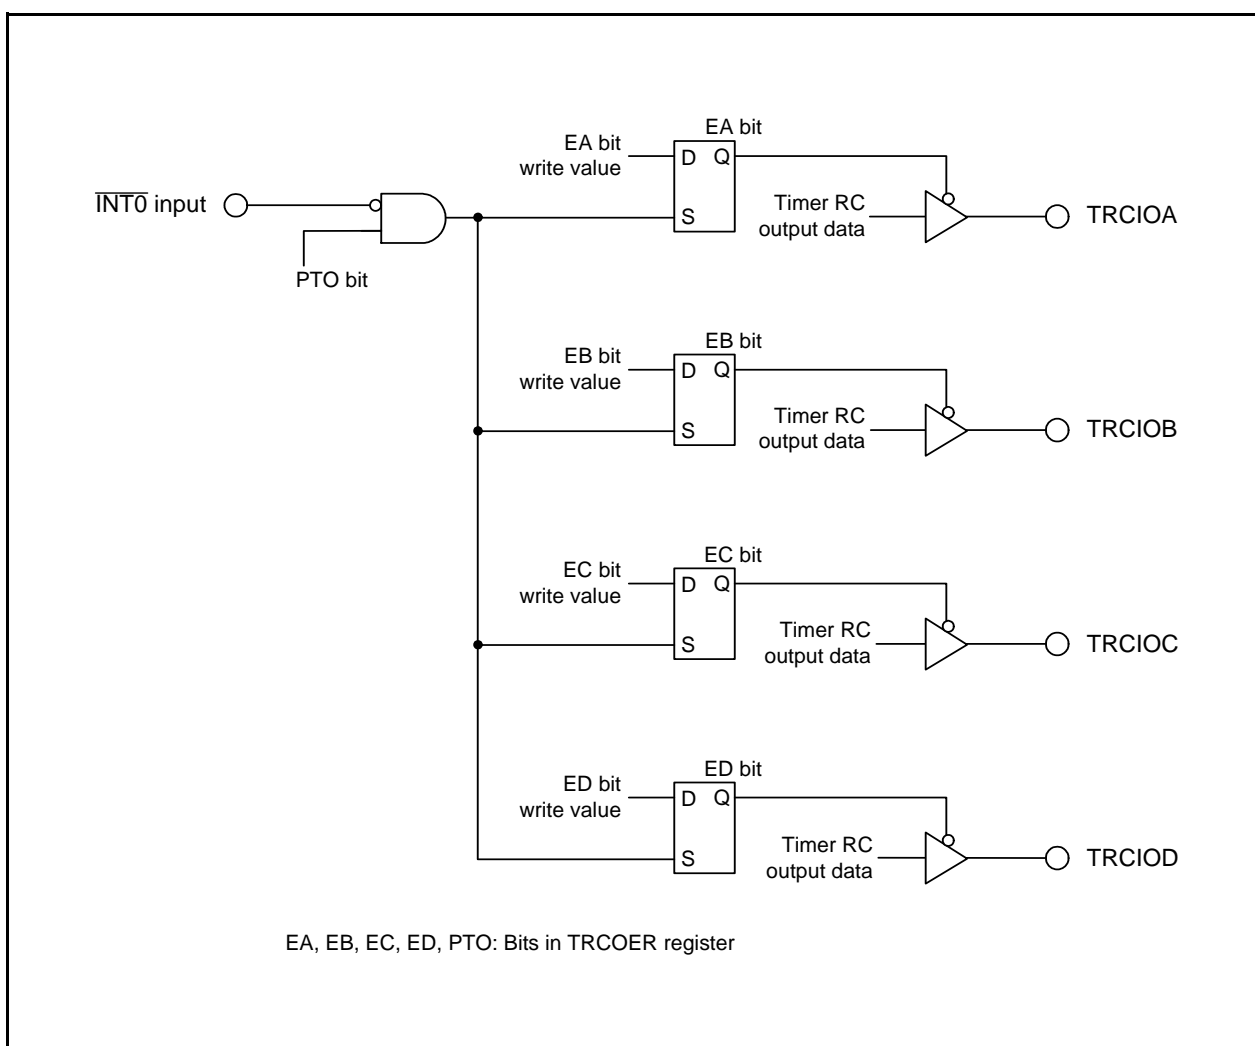 EA bit
EA bit
write value
D Q
S
INT0 input
PTO bit
Timer RC
output data
TRCIOA
EB bit
EB bit
write value
D Q
S
Timer RC
output data
TRCIOB
EC bit
EC bit
write value
D Q
S
Timer RC
output data
TRCIOC
ED bit
ED bit
write value
D Q
S
Timer RC
output data
TRCIOD
EA, EB, EC, ED, PTO: Bits in TRCOER register